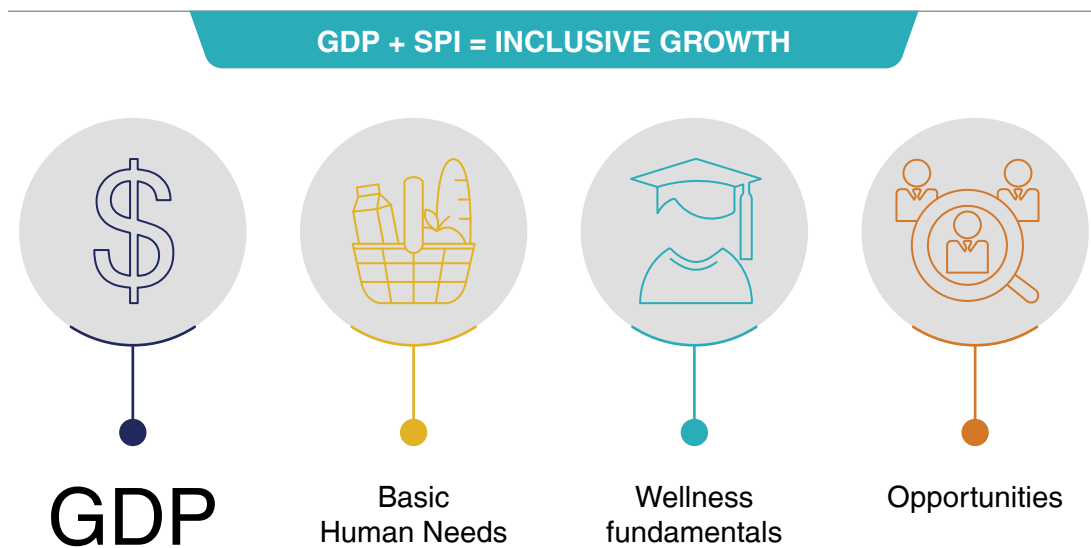 GDP + SPI = INCLUSIVE GROWTH
GDP
Basic
Human Needs
Wellness
fundamentals
Opportunities